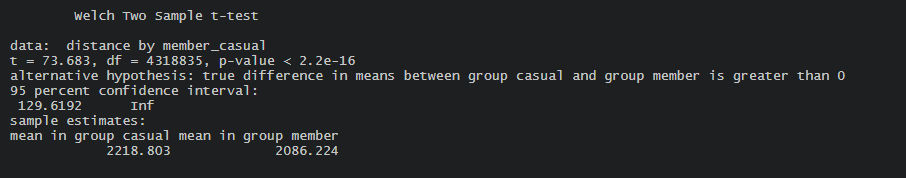 Welch Two Sample t-test
data:  distance by member_casual
t = 73.683, df = 4318835, p-value < 2.2e-16
alternative hypothesis: true difference in means between group casual and group member is greater than 0
95 percent confidence interval:
 129.6192      Inf
sample estimates:
mean in group casual mean in group member
            2218.803             2086.224